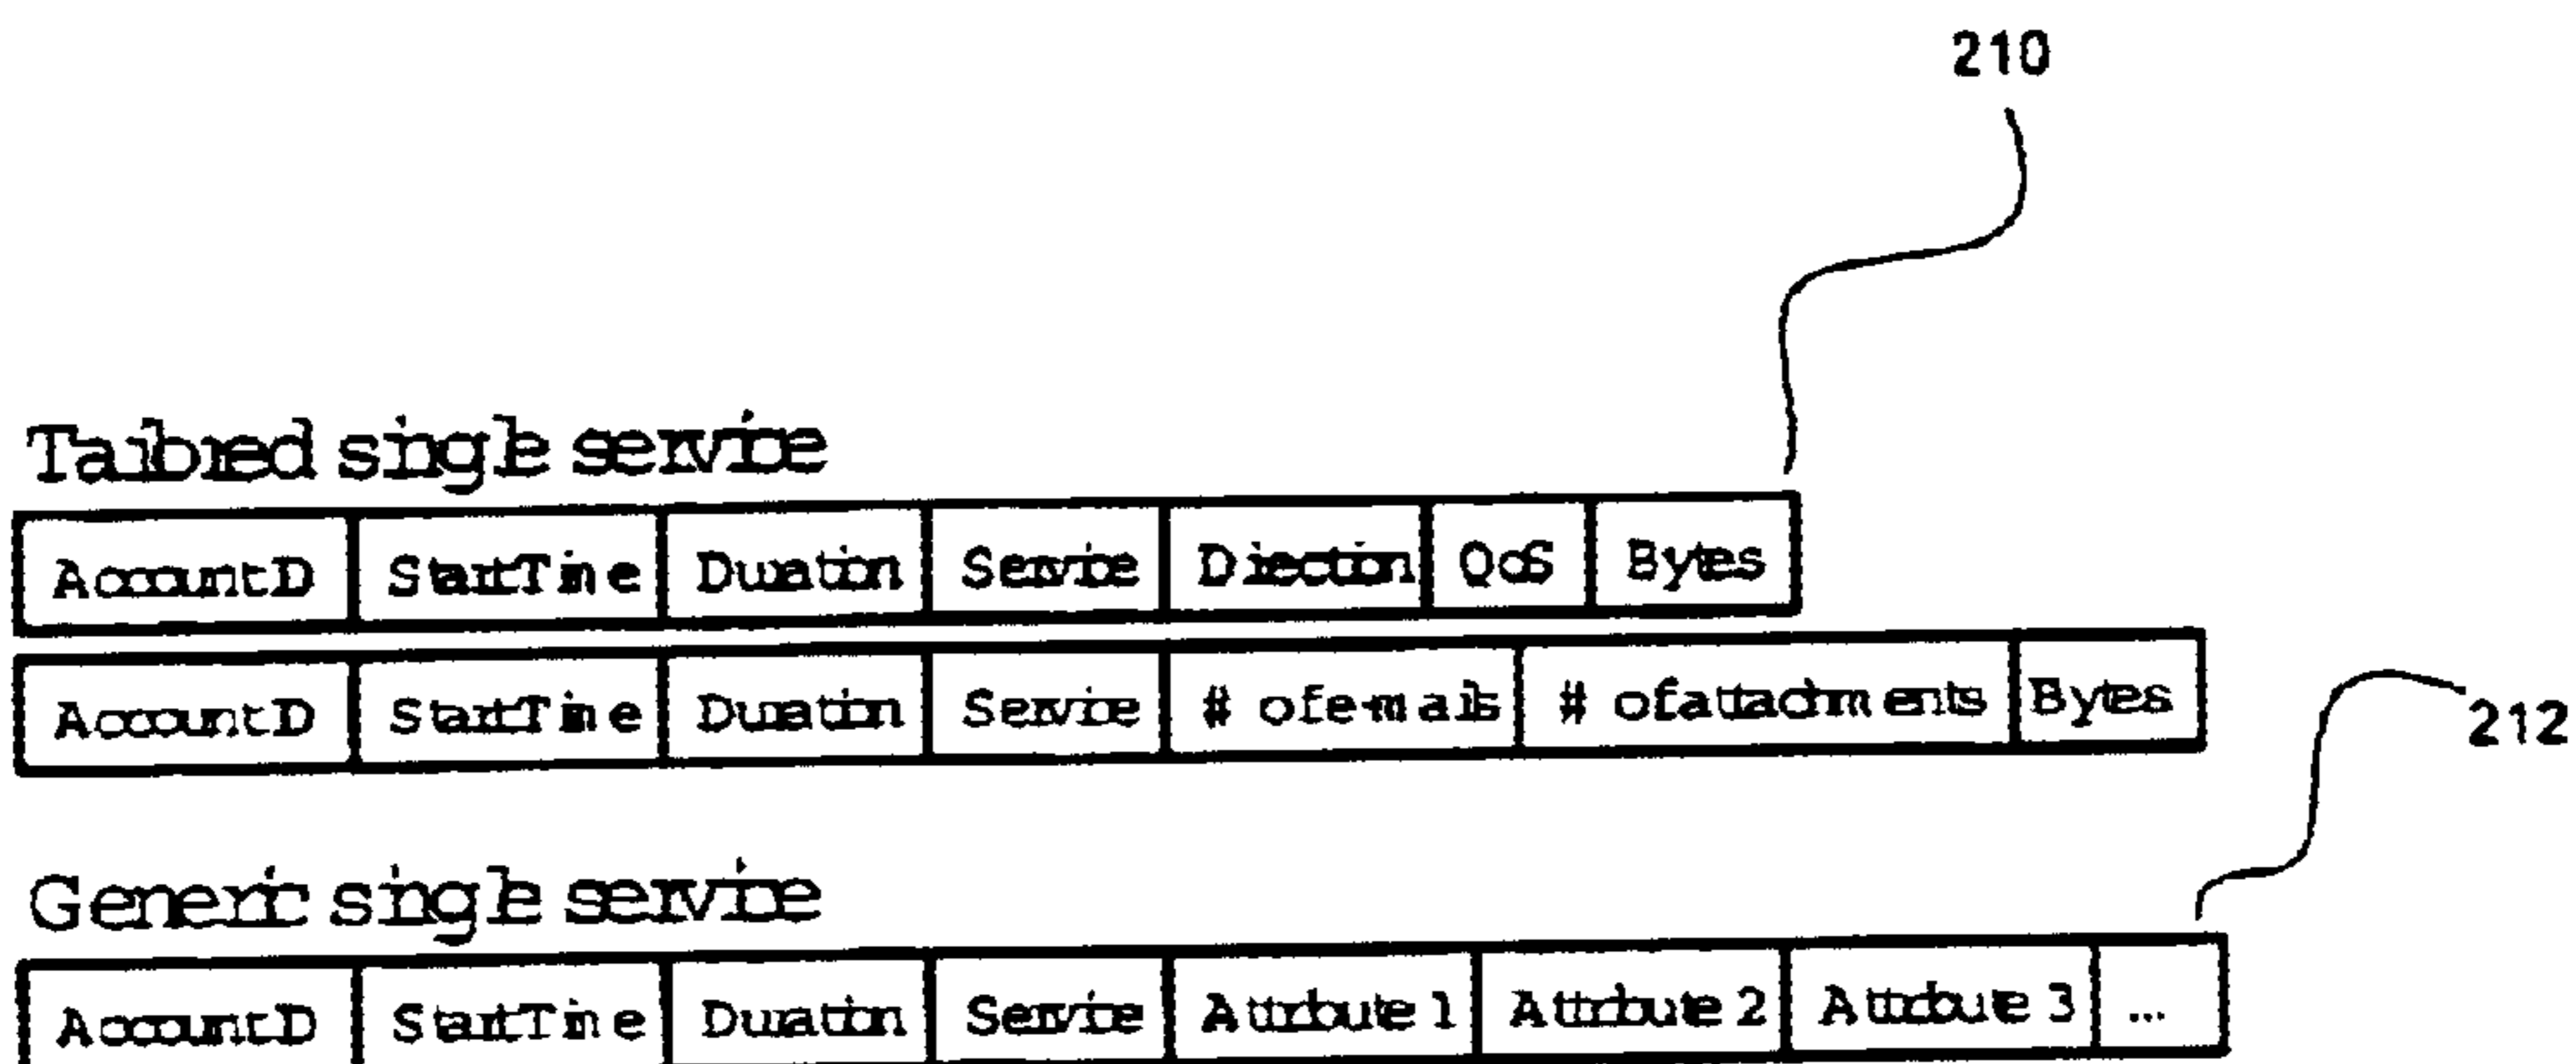 210
Tailored single service
AccountID StartTime Duration Service Direction QoS Bytes
AccountID StartTime Duration Service # of e-mails # of attachments Bytes
212
Generic single service
AccountID StartTime Duration Service Attribute 1 Attribute 2 Attribute 3 ...